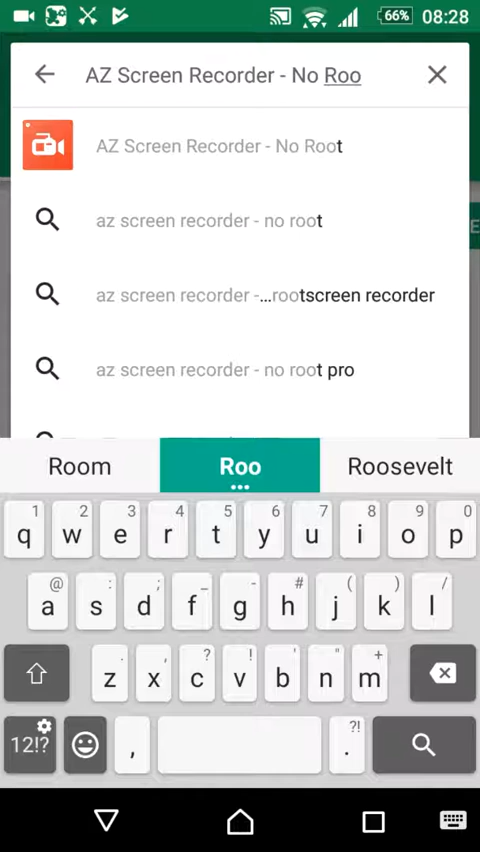 66% 08:28
AZ Screen Recorder - No Roo
AZ Screen Recorder - No Root
E
az screen recorder - no root
az screen recorder -...rootscreen recorder
az screen recorder - no root pro
Room Roo Roosevelt
1 2 3 4 5 6 7 8 9 0
q w e r t y u i o p
@ : ; _ - # ( ) /
a s d f g h j k l
. , ? ! ' " +
z x c v b n m
?!
12!? , .